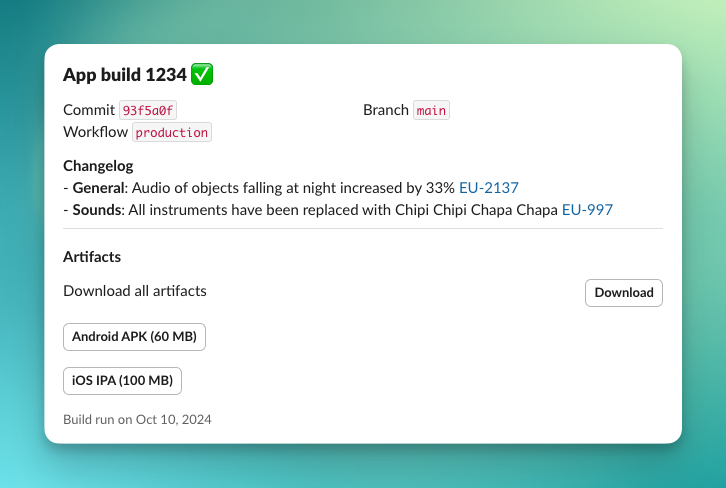 App build 1234 ✅
Commit 93f5a0f Branch main
Workflow production
Changelog
- General: Audio of objects falling at night increased by 33% EU-2137
- Sounds: All instruments have been replaced with Chipi Chipi Chapa Chapa EU-997
Artifacts
Download all artifacts Download
Android APK (60 MB)
iOS IPA (100 MB)
Build run on Oct 10, 2024